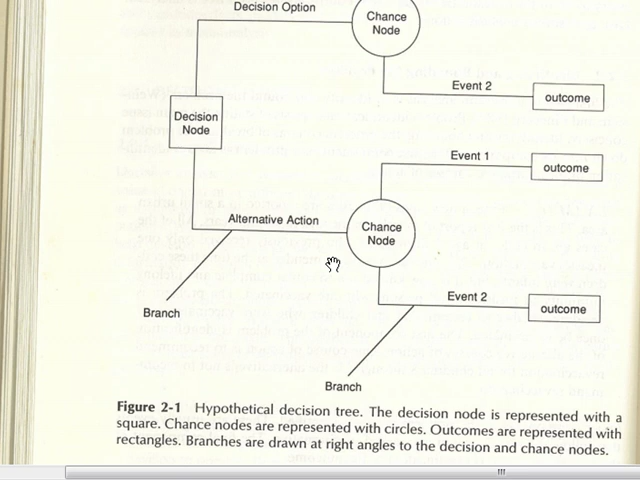 Decision Option
Chance
Node
Event 2
outcome
Decision
Node
Event 1
outcome
Alternative Action
Chance
Node
Event 2
outcome
Branch
Branch
Figure 2-1 Hypothetical decision tree. The decision node is represented with a
square. Chance nodes are represented with circles. Outcomes are represented with
rectangles. Branches are drawn at right angles to the decision and chance nodes.